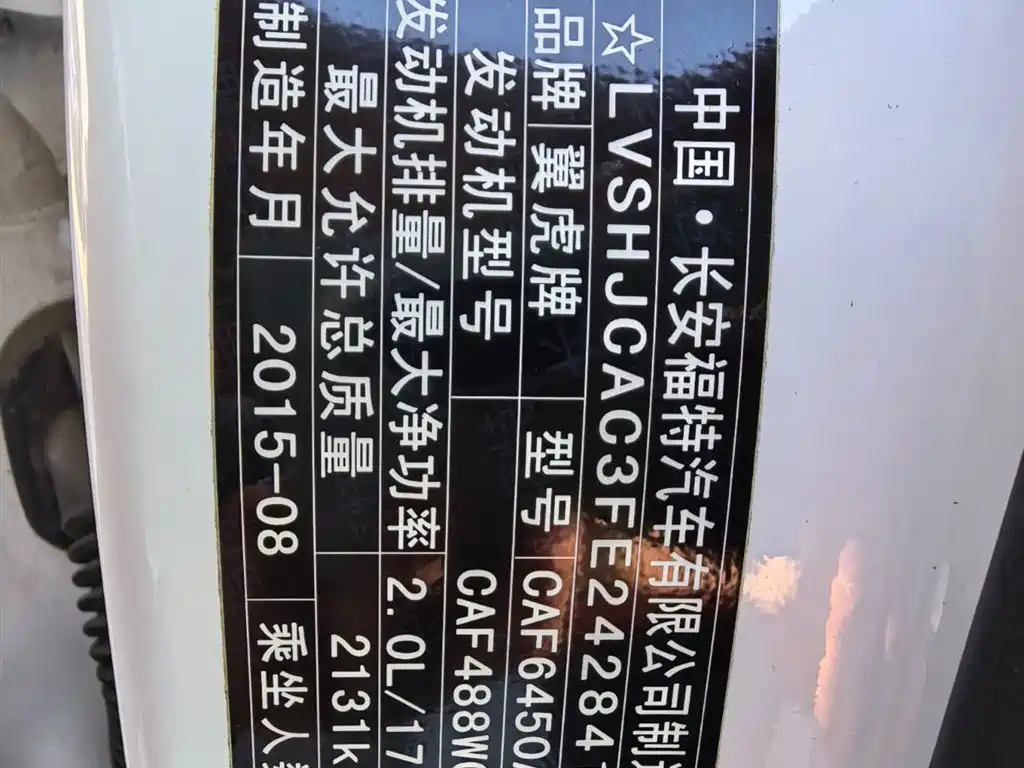 中国·长安福特汽车有限公司制造
☆LVSHJCAC3FE24284
品牌 翼虎牌 型号 CAF6450A
发动机型号 CAF488W
发动机排量/最大净功率 2.0L/17
最大允许总质量 2131k
制造年月 2015-08 乘坐人数